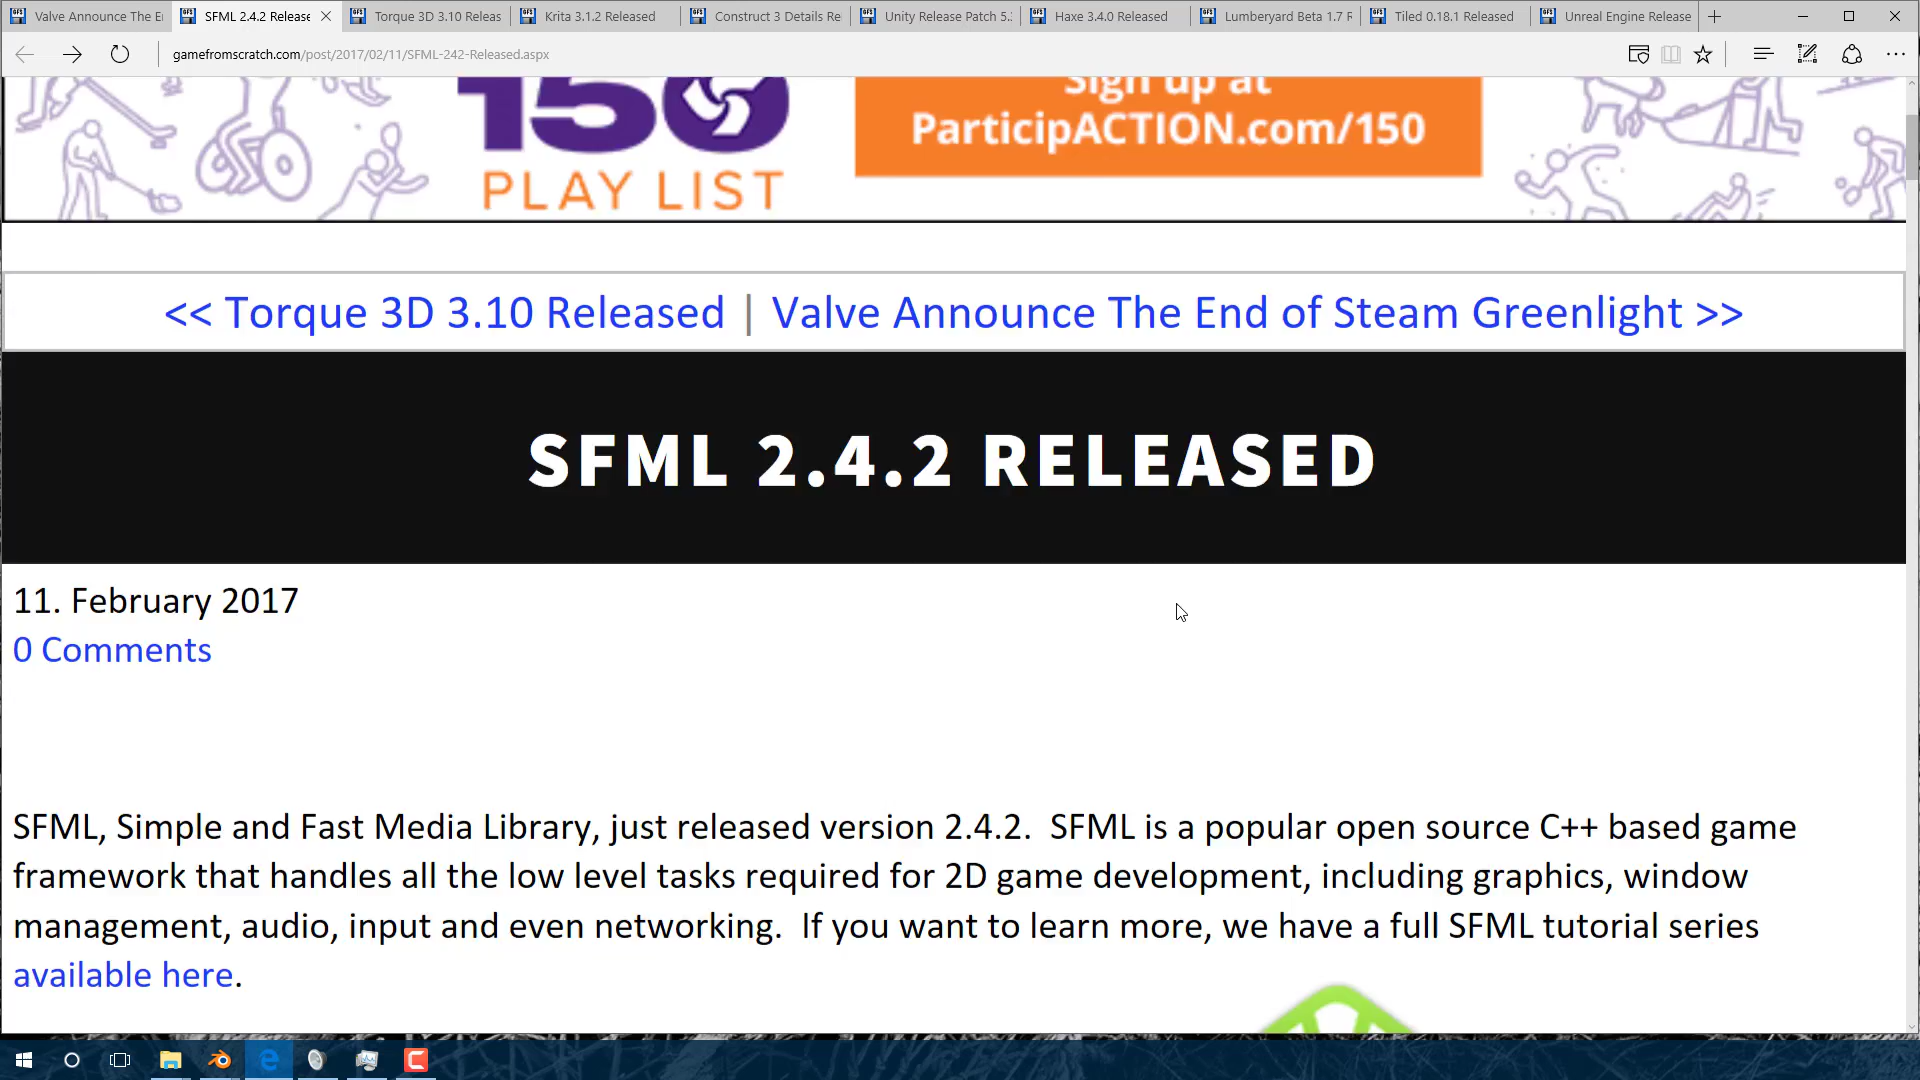 Valve Announce The E
SFML 2.4.2 Release
Torque 3D 3.10 Releas
Krita 3.1.2 Released
Construct 3 Details Re
Unity Release Patch 5.
Haxe 3.4.0 Released
Lumberyard Beta 1.7 R
Tiled 0.18.1 Released
Unreal Engine Release
gamefromscratch.com/post/2017/02/11/SFML-242-Released.aspx
150
PLAY LIST
Sign up at
ParticipACTION.com/150
<< Torque 3D 3.10 Released | Valve Announce The End of Steam Greenlight >>
SFML 2.4.2 RELEASED
11. February 2017
0 Comments
SFML, Simple and Fast Media Library, just released version 2.4.2.  SFML is a popular open source C++ based game
framework that handles all the low level tasks required for 2D game development, including graphics, window
management, audio, input and even networking.  If you want to learn more, we have a full SFML tutorial series
available here.